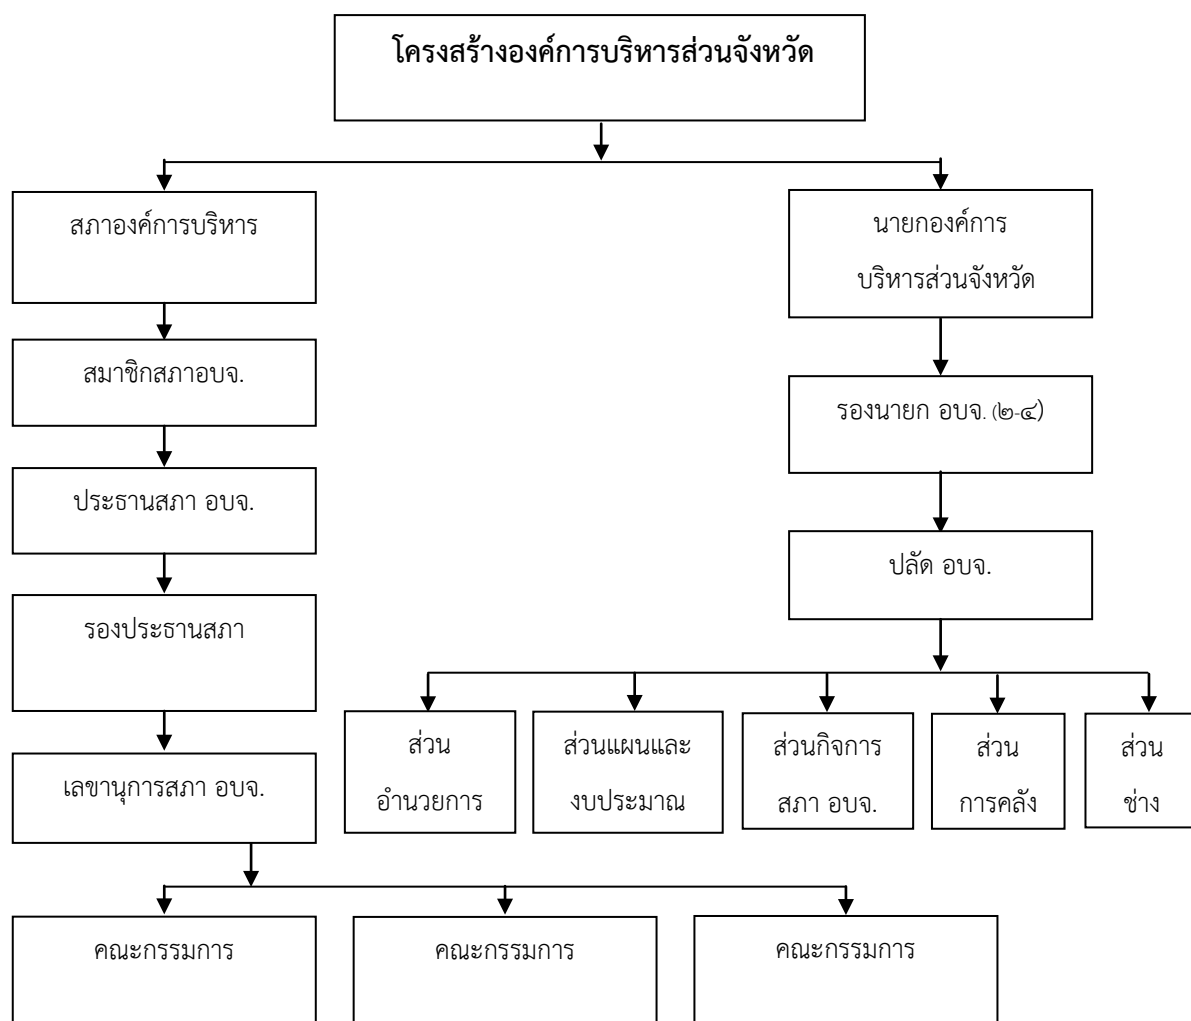 โครงสร้างองค์การบริหารส่วนจังหวัด
สภาองค์การบริหาร
นายกองค์การ
บริหารส่วนจังหวัด
สมาชิกสภาอบจ.
รองนายก อบจ. (๒-๔)
ประธานสภา อบจ.
ปลัด อบจ.
รองประธานสภา
ส่วน
อำนวยการ
ส่วนแผนและ
งบประมาณ
ส่วนกิจการ
สภา อบจ.
ส่วน
การคลัง
ส่วน
ช่าง
เลขานุการสภา อบจ.
คณะกรรมการ
คณะกรรมการ
คณะกรรมการ